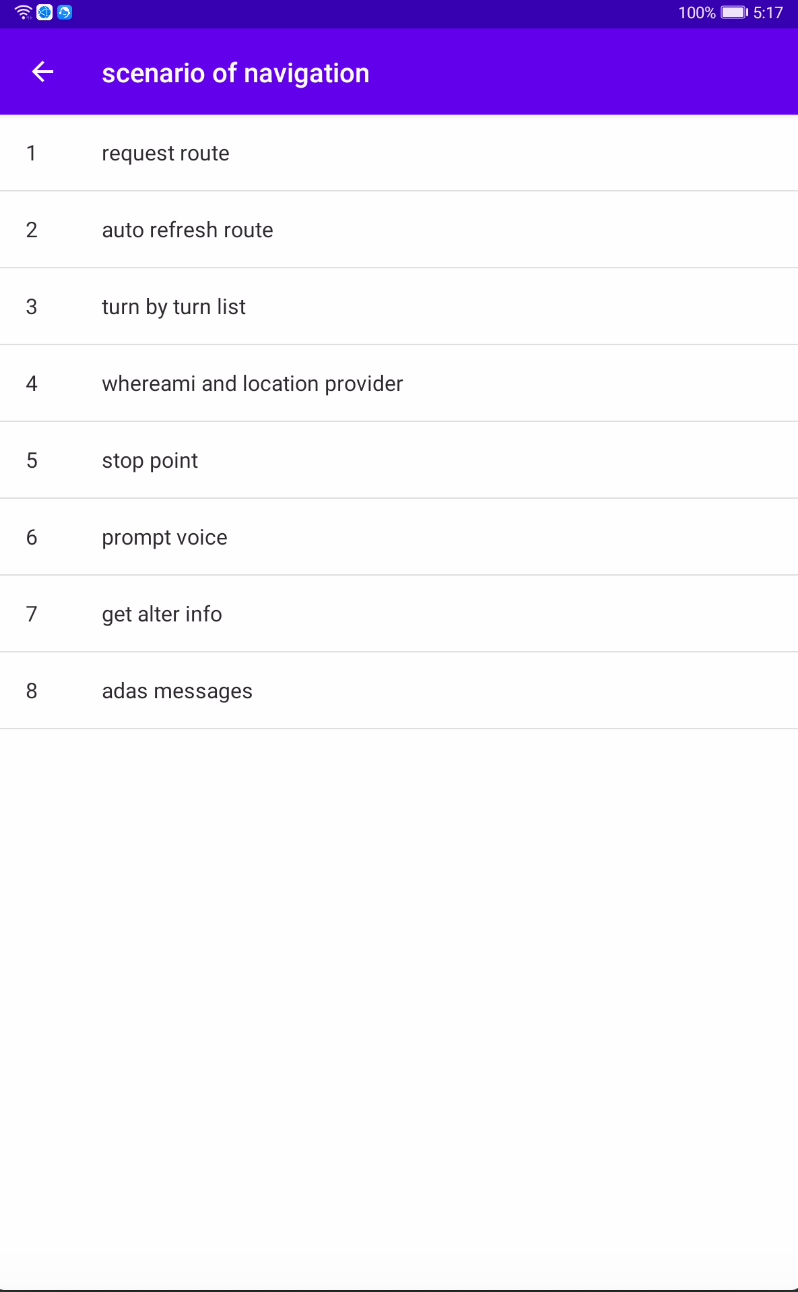 100% 5:17
scenario of navigation
1 request route
2 auto refresh route
3 turn by turn list
4 whereami and location provider
5 stop point
6 prompt voice
7 get alter info
8 adas messages